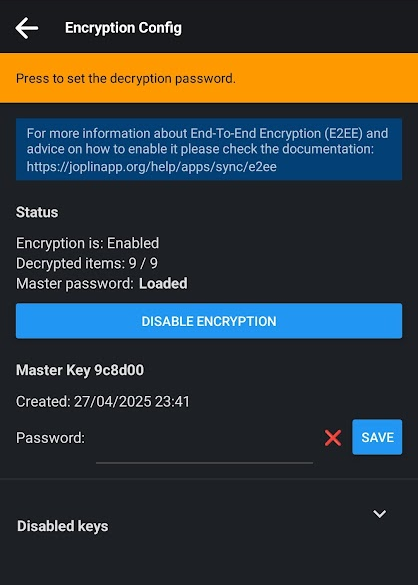 Encryption Config
Press to set the decryption password.
For more information about End-To-End Encryption (E2EE) and
advice on how to enable it please check the documentation:
https://joplinapp.org/help/apps/sync/e2ee
Status
Encryption is: Enabled
Decrypted items: 9 / 9
Master password: Loaded
DISABLE ENCRYPTION
Master Key 9c8d00
Created: 27/04/2025 23:41
Password:
SAVE
Disabled keys